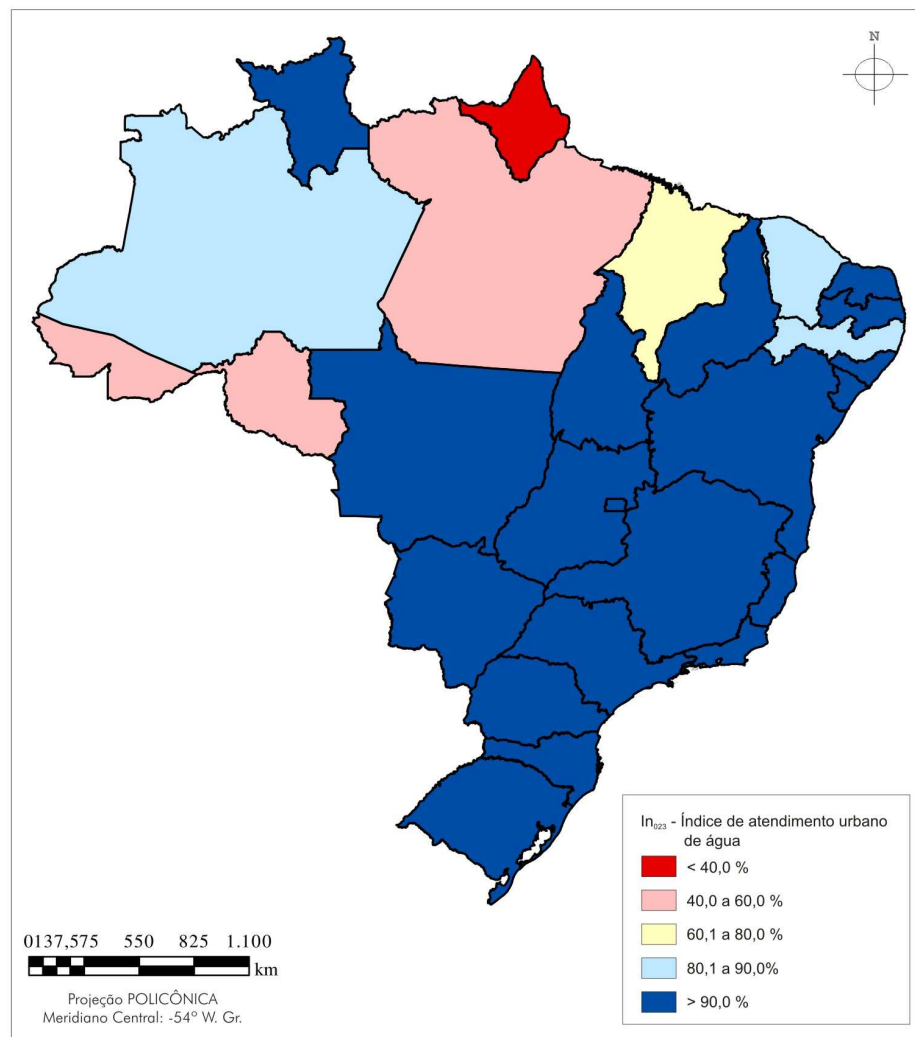 N
In₀₂₃ - Índice de atendimento urbano
de água
< 40,0 %
40,0 a 60,0 %
60,1 a 80,0 %
80,1 a 90,0%
> 90,0 %
0137,575 550 825 1.100
km
Projeção POLICÔNICA
Meridiano Central: -54º W. Gr.